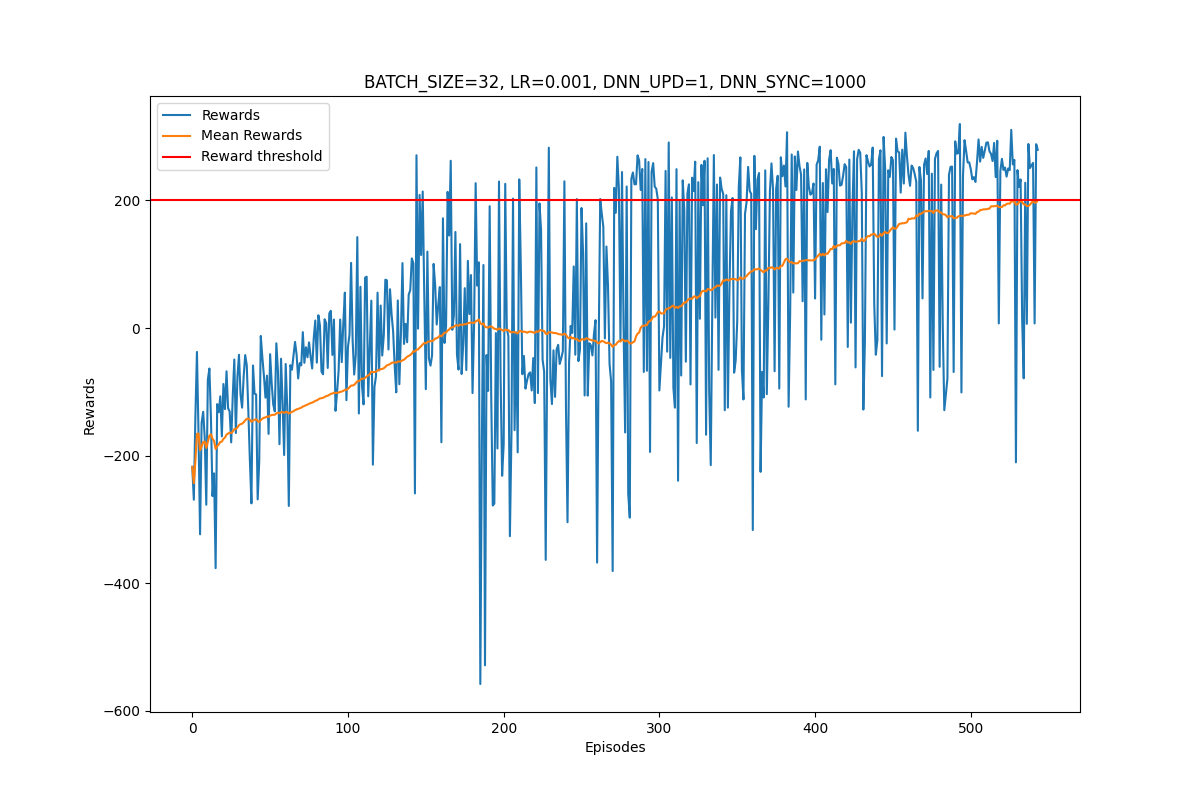 BATCH_SIZE=32, LR=0.001, DNN_UPD=1, DNN_SYNC=1000
Rewards
Mean Rewards
Reward threshold
200
0
−200
−400
−600
Rewards
0
100
200
300
400
500
Episodes